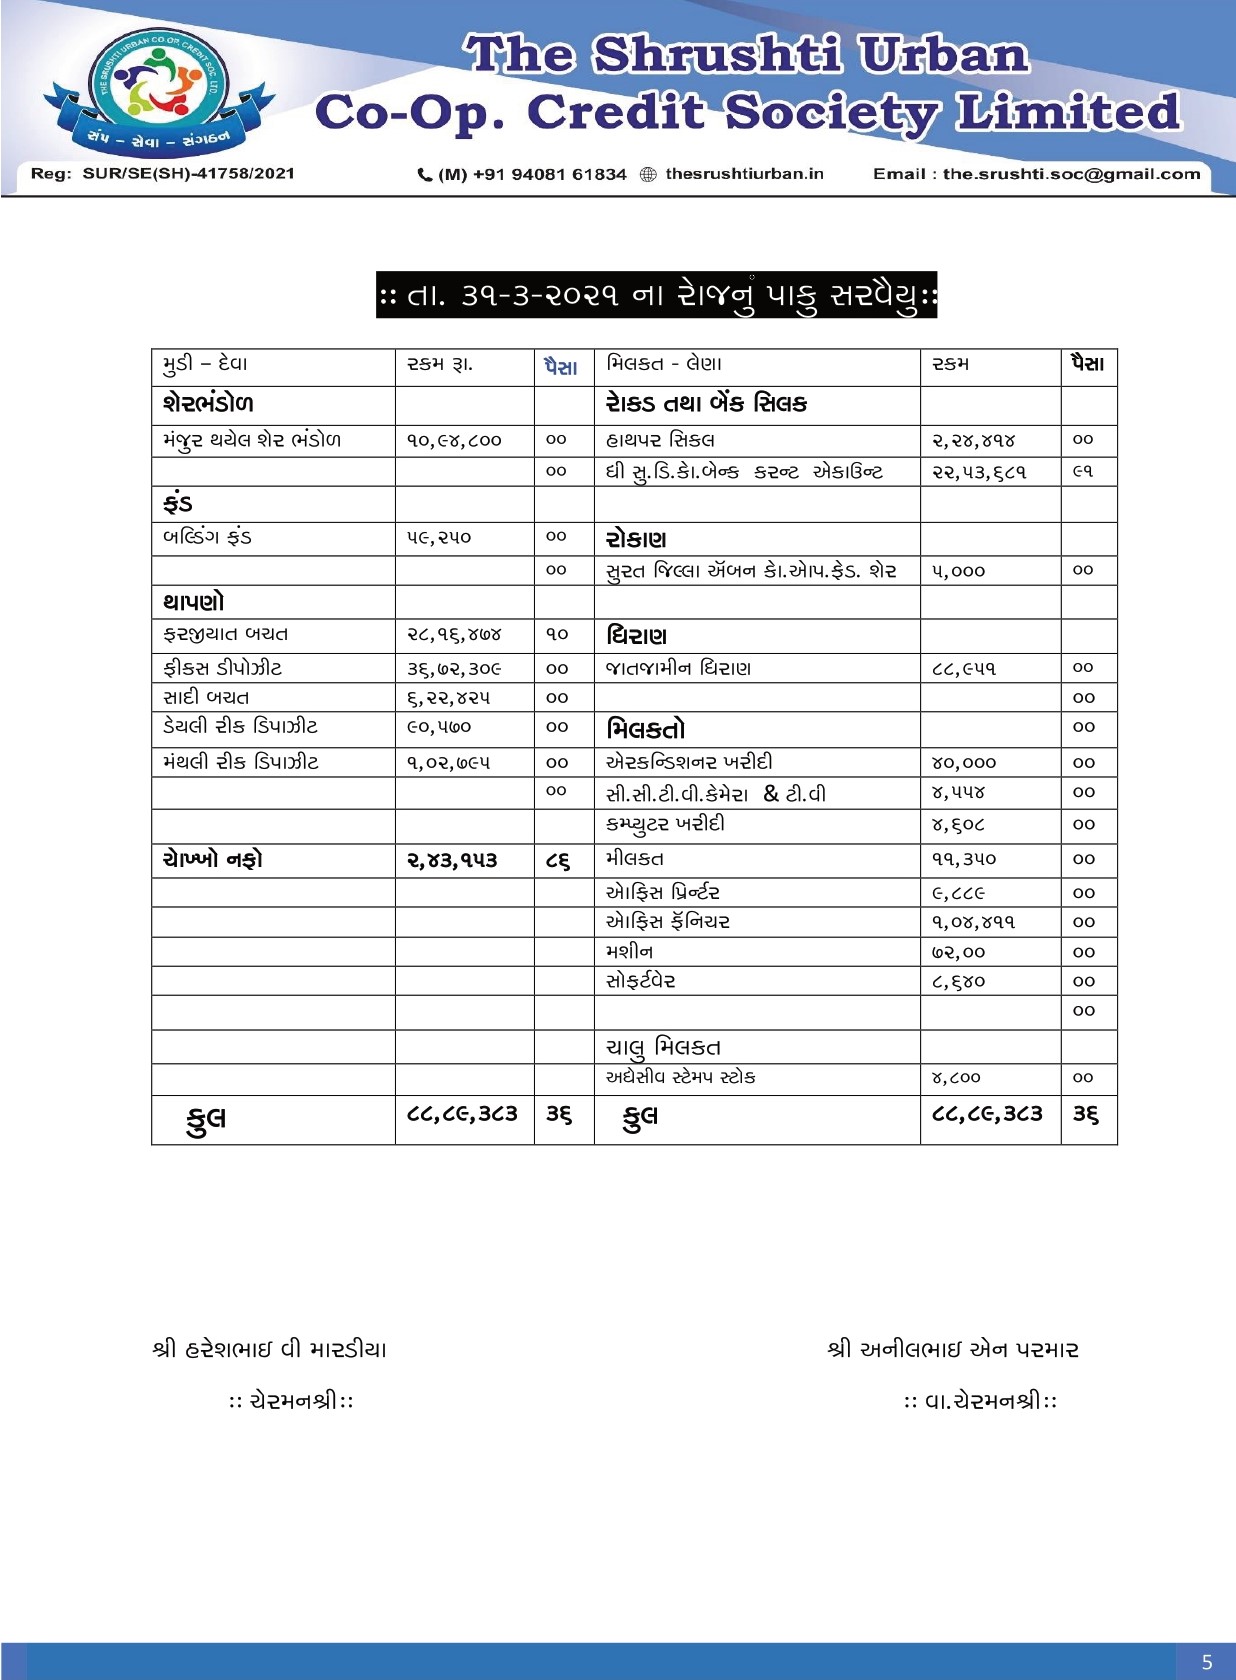 THE SRUSHTI URBAN CO.OP. CREDIT SOC. LTD.
સંપ – સેવા – સંગઠન
The Shrushti Urban
Co-Op. Credit Society Limited
Reg: SUR/SE(SH)-41758/2021 (M) +91 94081 61834 thesrushtiurban.in Email : the.srushti.soc@gmail.com
:: તા. ૩૧-૩-૨૦૨૧ ના રોજનું પાકુ સરવૈયુ::
મુડી – દેવા રકમ રૂા. પૈસા મિલકત - લેણા રકમ પૈસા
શેરભંડોળ રોકડ તથા બેંક સિલક
મંજુર થયેલ શેર ભંડોળ ૧૦,૯૪,૮૦૦ ૦૦ હાથપર સિકલ ૨,૨૪,૪૧૪ ૦૦
૦૦ ધી સુ.ડિ.કો.બેન્ક કરન્ટ એકાઉન્ટ ૨૨,૫૩,૬૮૧ ૯૧
ફંડ
બલ્ડિંગ ફંડ ૫૯,૨૫૦ ૦૦ રોકાણ
૦૦ સુરત જિલ્લા ઍબન કો.ઓપ.ફેડ. શેર ૫,૦૦૦ ૦૦
થાપણો
ફરજીયાત બચત ૨૮,૧૬,૪૭૪ ૧૦ ધિરાણ
ફીકસ ડીપોઝીટ ૩૬,૭૨,૩૦૯ ૦૦ જાતજામીન ધિરાણ ૮૮,૯૫૧ ૦૦
સાદી બચત ૬,૨૨,૪૨૫ ૦૦ ૦૦
ડેયલી રીક ડિપાઝીટ ૯૦,૫૭૦ ૦૦ મિલકતો ૦૦
મંથલી રીક ડિપાઝીટ ૧,૦૨,૭૯૫ ૦૦ એરકન્ડિશનર ખરીદી ૪૦,૦૦૦ ૦૦
૦૦ સી.સી.ટી.વી.કેમેરા & ટી.વી ૪,૫૫૪ ૦૦
કમ્પ્યુટર ખરીદી ૪,૬૦૮ ૦૦
ચોખ્ખો નફો ૨,૪૩,૧૫૩ ૮૬ મીલકત ૧૧,૩૫૦ ૦૦
ઓફિસ પ્રિર્ન્ટર ૯,૮૮૯ ૦૦
ઓફિસ ફૅનિચર ૧,૦૪,૪૧૧ ૦૦
મશીન ૭૨,૦૦ ૦૦
સોફર્ટવેર ૮,૬૪૦ ૦૦
૦૦
ચાલુ મિલકત
અધેસીવ સ્ટેમપ સ્ટોક ૪,૮૦૦ ૦૦
કુલ ૮૮,૮૯,૩૮૩ ૩૬ કુલ ૮૮,૮૯,૩૮૩ ૩૬
શ્રી હરેશભાઇ વી મારડીયા શ્રી અનીલભાઇ એન પરમાર
:: ચેરમનશ્રી:: :: વા.ચેરમનશ્રી::
5